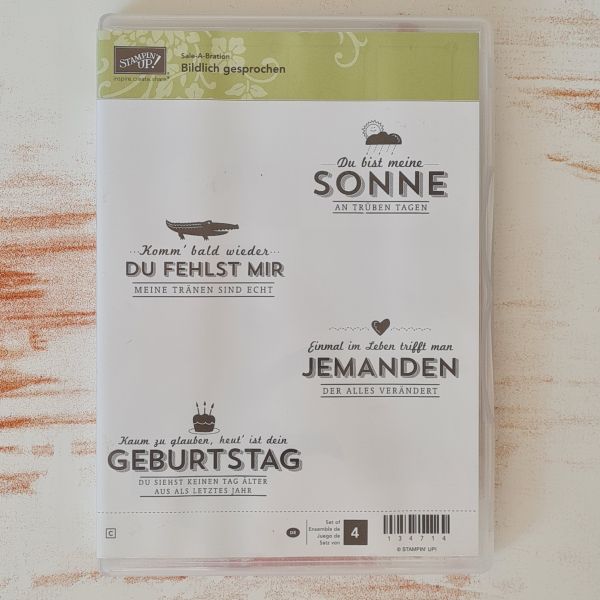 STAMPIN' UP!
inspire. create. share.
Sale-A-Bration
Bildlich gesprochen
Du bist meine
SONNE
AN TRÜBEN TAGEN
Komm' bald wieder
DU FEHLST MIR
MEINE TRÄNEN SIND ECHT
Einmal im Leben trifft man
JEMANDEN
DER ALLES VERÄNDERT
Kaum zu glauben, heut' ist dein
GEBURTSTAG
DU SIEHST KEINEN TAG ÄLTER
AUS ALS LETZTES JAHR
C
DE
Set of
Ensemble de
Juego de
Setz von
4
134714
© STAMPIN' UP!